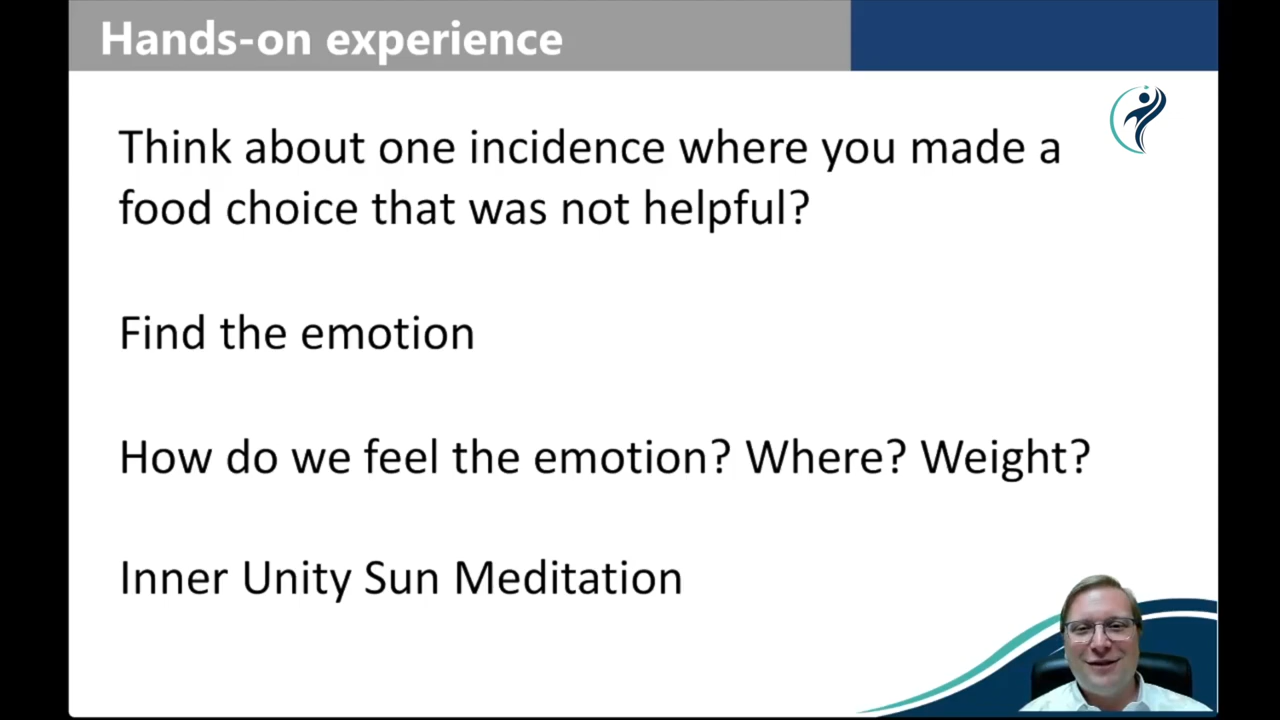 Hands-on experience
Think about one incidence where you made a
food choice that was not helpful?
Find the emotion
How do we feel the emotion? Where? Weight?
Inner Unity Sun Meditation